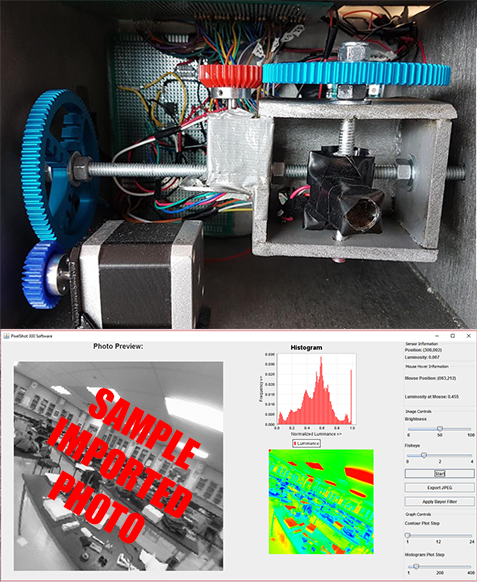 PixelShot 300 Software
Photo Preview:
SAMPLE
IMPORTED
PHOTO
Histogram
Frequency =>
0.030
0.025
0.020
0.015
0.010
0.005
0.000
0.0 0.2 0.4 0.6 0.8 1.0
Normalized Luminance =>
Luminance
Sensor Information
Position: (300,002)
Luminosity: 0.007
Mouse Hover Information
Mouse Position: (083,252)
Luminosity at Mouse: 0.455
Image Controls
Brightness
0 50 100
Fisheye
0 2 4
Start
Export JPEG
Apply Bayer Filter
Graph Controls
Contour Plot Step
1 12 24
Histogram Plot Step
1 200 400